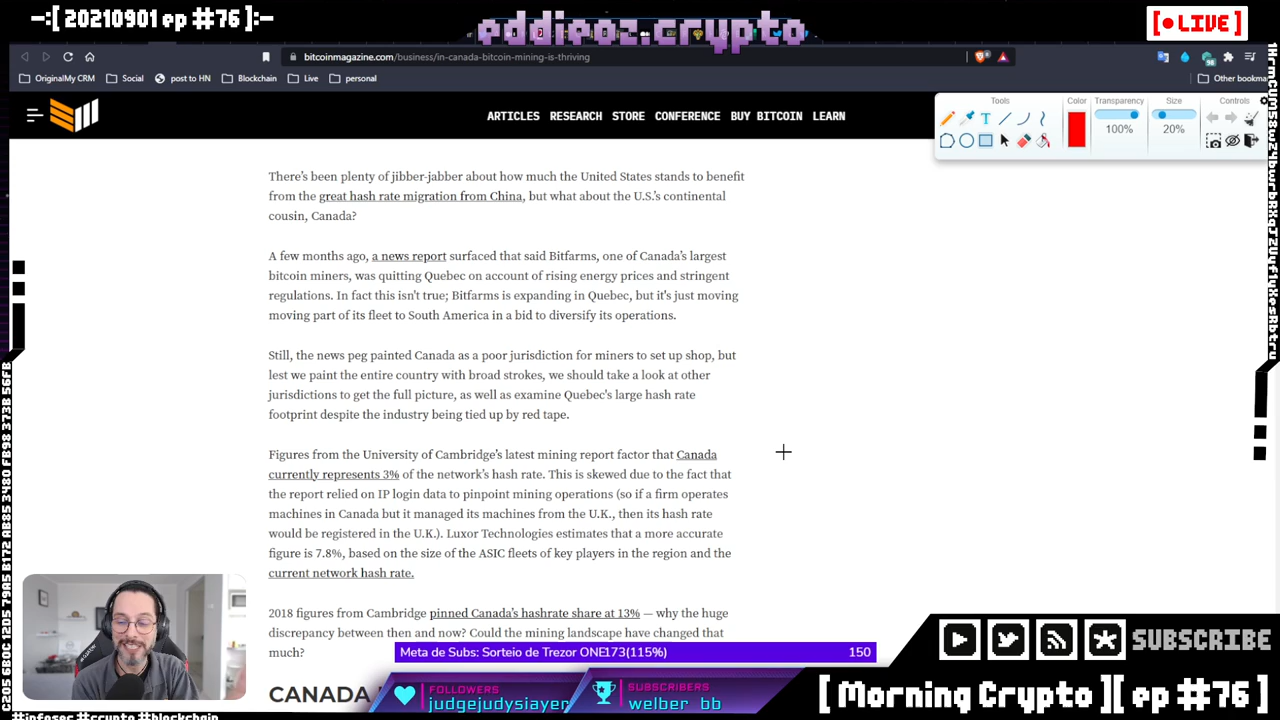 -:[ 20210901 ep #76 ]:-
eddieoz.crypto
[ LIVE ]
bitcoinmagazine.com/business/in-canada-bitcoin-mining-is-thriving
OriginalMy CRM
Social
post to HN
Blockchain
Live
personal
Other bookma
ARTICLES RESEARCH STORE CONFERENCE BUY BITCOIN LEARN
Tools
Color
Transparency
Size
Controls
100%
20%
There's been plenty of jibber-jabber about how much the United States stands to benefit
from the great hash rate migration from China, but what about the U.S.'s continental
cousin, Canada?
A few months ago, a news report surfaced that said Bitfarms, one of Canada's largest
bitcoin miners, was quitting Quebec on account of rising energy prices and stringent
regulations. In fact this isn't true; Bitfarms is expanding in Quebec, but it's just moving
moving part of its fleet to South America in a bid to diversify its operations.
Still, the news peg painted Canada as a poor jurisdiction for miners to set up shop, but
lest we paint the entire country with broad strokes, we should take a look at other
jurisdictions to get the full picture, as well as examine Quebec's large hash rate
footprint despite the industry being tied up by red tape.
Figures from the University of Cambridge's latest mining report factor that Canada
currently represents 3% of the network's hash rate. This is skewed due to the fact that
the report relied on IP login data to pinpoint mining operations (so if a firm operates
machines in Canada but it managed its machines from the U.K., then its hash rate
would be registered in the U.K.). Luxor Technologies estimates that a more accurate
figure is 7.8%, based on the size of the ASIC fleets of key players in the region and the
current network hash rate.
2018 figures from Cambridge pinned Canada's hashrate share at 13% — why the huge
discrepancy between then and now? Could the mining landscape have changed that
much?
CANADA
Meta de Subs: Sorteio de Trezor ONE173(115%) 150
FOLLOWERS
judgejudyslayer
SUBSCRIBERS
welber_bb
SUBSCRIBE
[ Morning Crypto ][ ep #76 ]
#infosec #crypto #blockchain